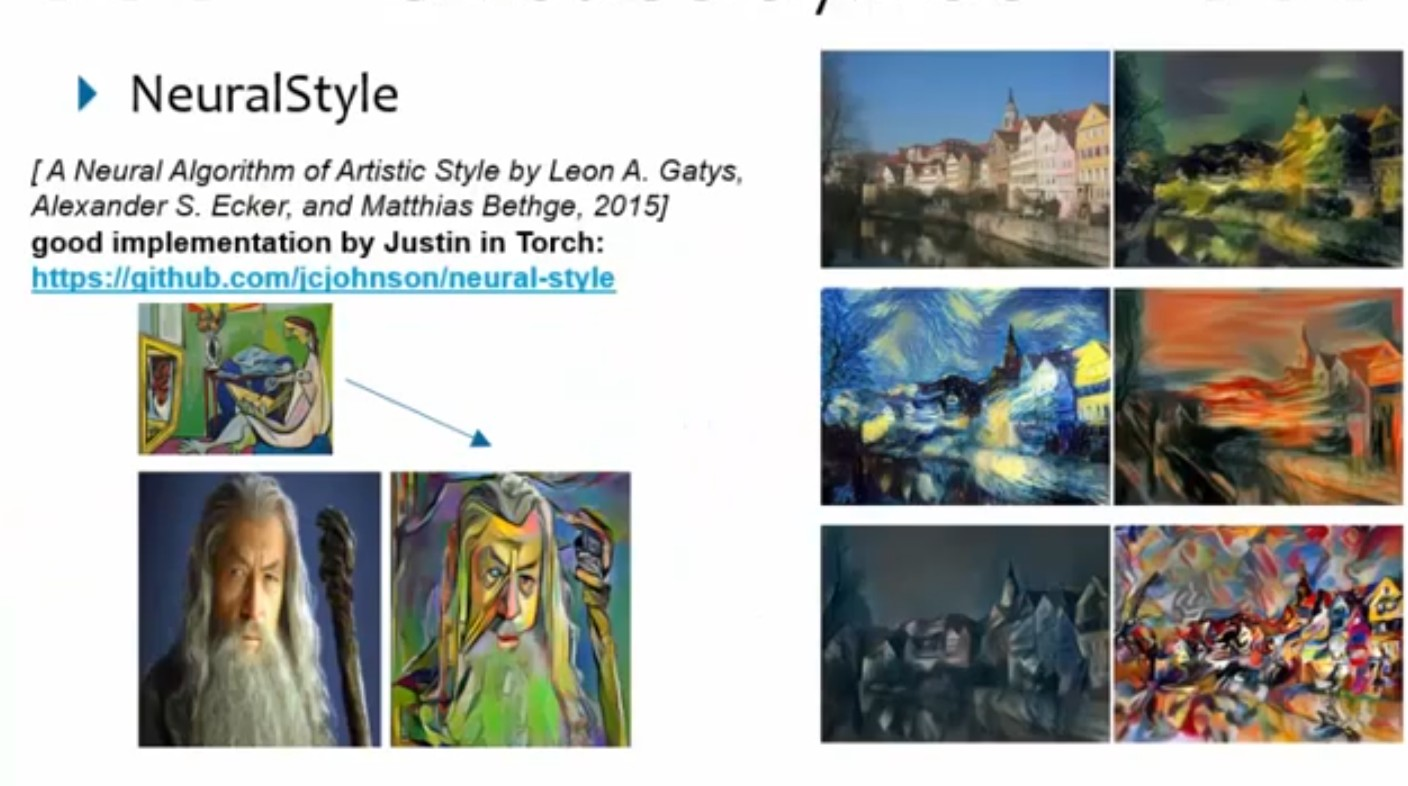 NeuralStyle
[ A Neural Algorithm of Artistic Style by Leon A. Gatys,
Alexander S. Ecker, and Matthias Bethge, 2015]
good implementation by Justin in Torch:
https://github.com/jcjohnson/neural-style